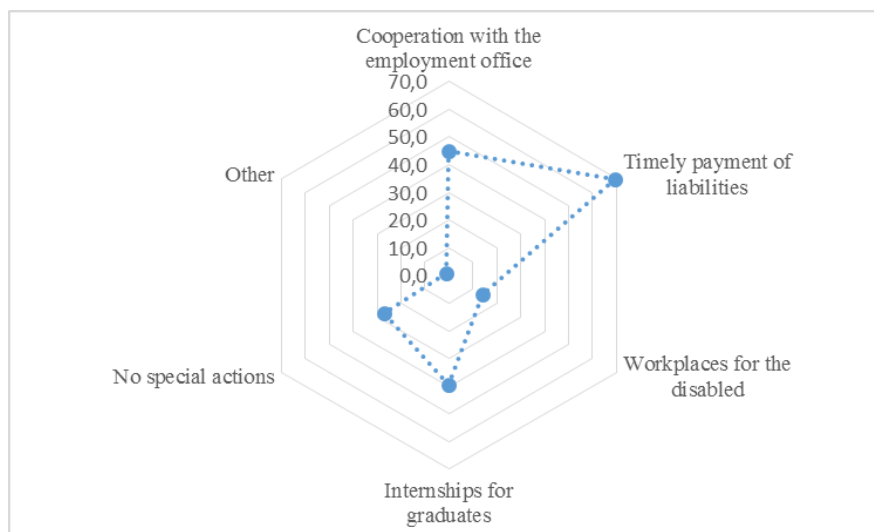 Cooperation with the
employment office
70,0
60,0
50,0
40,0
30,0
20,0
10,0
0,0
Timely payment of
liabilities
Workplaces for the
disabled
Internships for
graduates
No special actions
Other